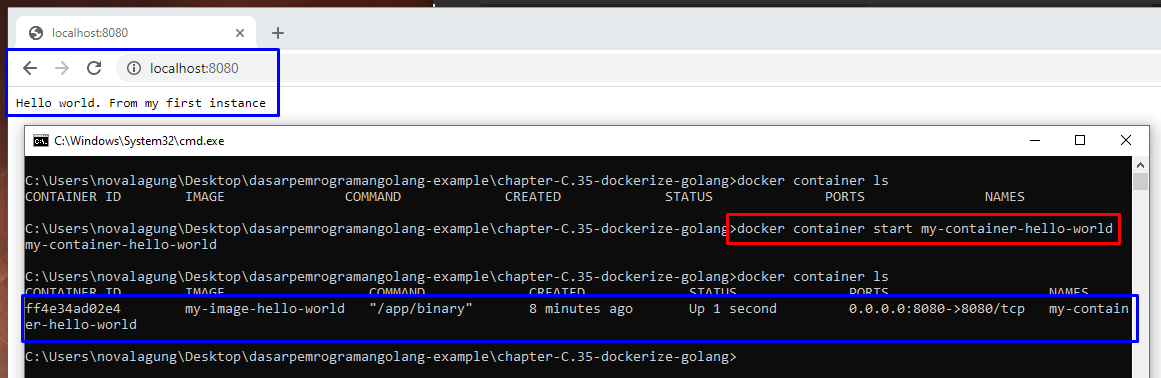 localhost:8080
localhost:8080
Hello world. From my first instance
C:\Windows\System32\cmd.exe
C:\Users\novalagung\Desktop\dasarpemrogramangolang-example\chapter-C.35-dockerize-golang>docker container ls
CONTAINER ID IMAGE COMMAND CREATED STATUS PORTS NAMES
C:\Users\novalagung\Desktop\dasarpemrogramangolang-example\chapter-C.35-dockerize-golang>docker container start my-container-hello-world
my-container-hello-world
C:\Users\novalagung\Desktop\dasarpemrogramangolang-example\chapter-C.35-dockerize-golang>docker container ls
CONTAINER ID IMAGE COMMAND CREATED STATUS PORTS NAMES
ff4e34ad02e4 my-image-hello-world "/app/binary" 8 minutes ago Up 1 second 0.0.0.0:8080->8080/tcp my-contain
er-hello-world
C:\Users\novalagung\Desktop\dasarpemrogramangolang-example\chapter-C.35-dockerize-golang>